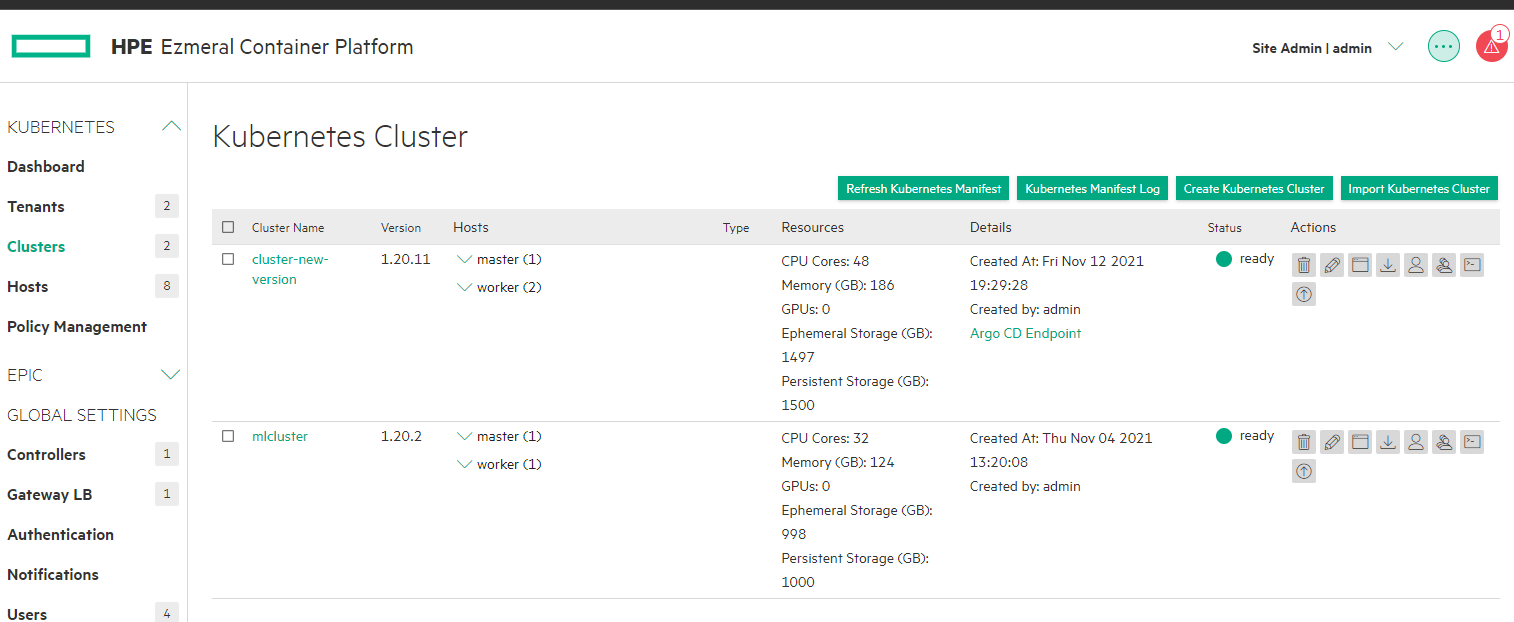 HPE Ezmeral Container Platform
Site Admin | admin
1
KUBERNETES
Dashboard
Tenants 2
Clusters 2
Hosts 8
Policy Management
EPIC
GLOBAL SETTINGS
Controllers 1
Gateway LB 1
Authentication
Notifications
Users 4
Kubernetes Cluster
Refresh Kubernetes Manifest Kubernetes Manifest Log Create Kubernetes Cluster Import Kubernetes Cluster
Cluster Name Version Hosts Type Resources Details Status Actions
cluster-new-
version
1.20.11
master (1)
worker (2)
CPU Cores: 48
Memory (GB): 186
GPUs: 0
Ephemeral Storage (GB):
1497
Persistent Storage (GB):
1500
Created At: Fri Nov 12 2021
19:29:28
Created by: admin
Argo CD Endpoint
ready
mlcluster
1.20.2
master (1)
worker (1)
CPU Cores: 32
Memory (GB): 124
GPUs: 0
Ephemeral Storage (GB):
998
Persistent Storage (GB):
1000
Created At: Thu Nov 04 2021
13:20:08
Created by: admin
ready